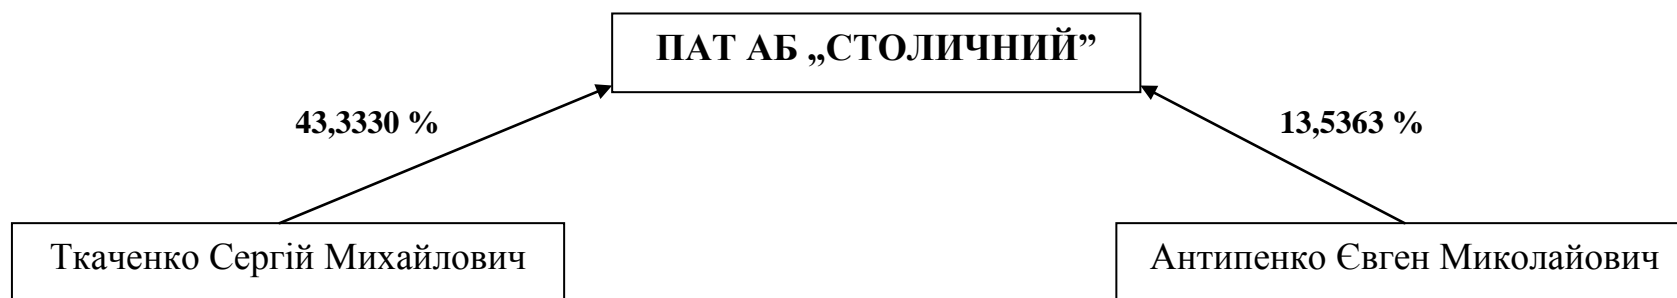 ПАТ АБ „СТОЛИЧНИЙ”
43,3330 %
13,5363 %
Ткаченко Сергій Михайлович
Антипенко Євген Миколайович